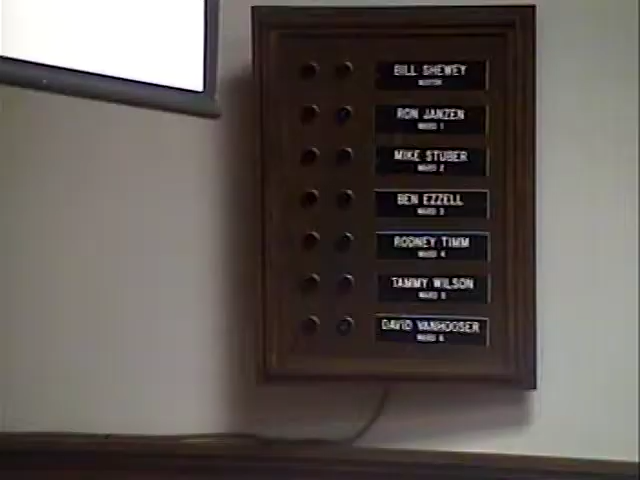 BILL SHEWEY
MAYOR
RON JANZEN
WARD 1
MIKE STUBER
WARD 2
BEN EZZELL
WARD 3
RODNEY TIMM
WARD 4
TAMMY WILSON
WARD 5
DAVID VANHOOSER
WARD 6